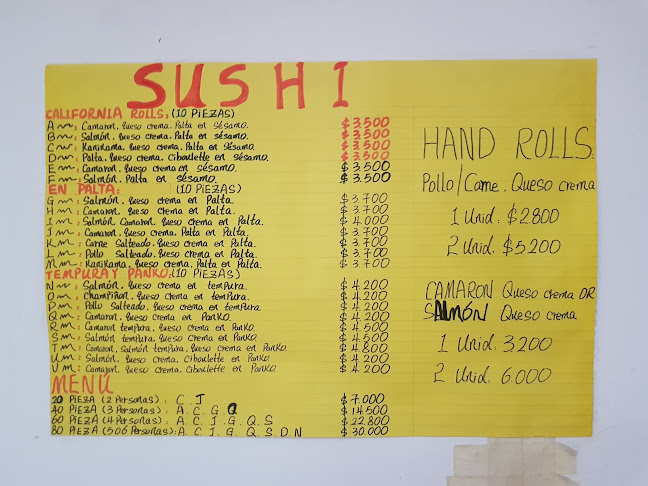 SUSHI
CALIFORNIA ROLLS: (10 PIEZAS)
A~: Camaron. Queso crema. Palta en sésamo. $3.500
B~: Salmón. Queso crema. Palta en sésamo. $3.500
C~: Kanikama. Queso crema. Palta en sésamo. $3.500
D~: Palta. Queso crema. Ciboulette en sésamo. $3.500
E~: Camaron. Queso crema en sésamo. $3.500
F~: Salmón. Palta en sésamo. $3.500
EN PALTA: (10 PIEZAS)
G~: Salmón. Queso crema en Palta. $3.700
H~: Camaron. Queso crema en Palta. $3.700
I~: Salmón. Camaron. Queso crema en Palta. $4.000
J~: Camaron. Queso crema. Palta en Palta. $3.700
K~: Carne Salteado. Queso crema en Palta. $3.700
L~: Pollo Salteado. Queso crema en Palta. $3.700
M~: Kanikama. Queso crema. Palta en Palta. $3.700
TEMPURA Y PANKO: (10 PIEZAS)
N~: Salmón. Queso crema en tempura. $4.200
O~: Champiñon. Queso crema en tempura. $4.200
P~: Pollo Salteado. Queso crema en tempura. $4.200
Q~: Camaron. Queso crema en Panko. $4.200
R~: Camaron tempura. Queso crema en Panko. $4.500
S~: Salmón tempura. Queso crema en Panko. $4.500
T~: Camaron, Salmón tempura. Queso crema en Panko. $4.800
U~: Salmón. Queso crema. Ciboulette en Panko. $4.200
V~: Camaron. Queso crema. Ciboulette en Panko. $4.200
MENÚ
20 PIEZA (2 Personas): C. J $7.000
40 PIEZA (3 Personas): A. C. G. Q $14.500
60 PIEZA (4 Personas): A. C. J. G. Q. S $22.800
80 PIEZA (5 O 6 Personas): A. C. J. G. Q. S. D. N $30.000
HAND ROLLS.
Pollo/Carne. Queso crema
1 Unid. $2800
2 Unid. $5.200
CAMARON Queso crema OR
SALMÓN Queso crema
1 Unid. 3.200
2 Unid. 6.000